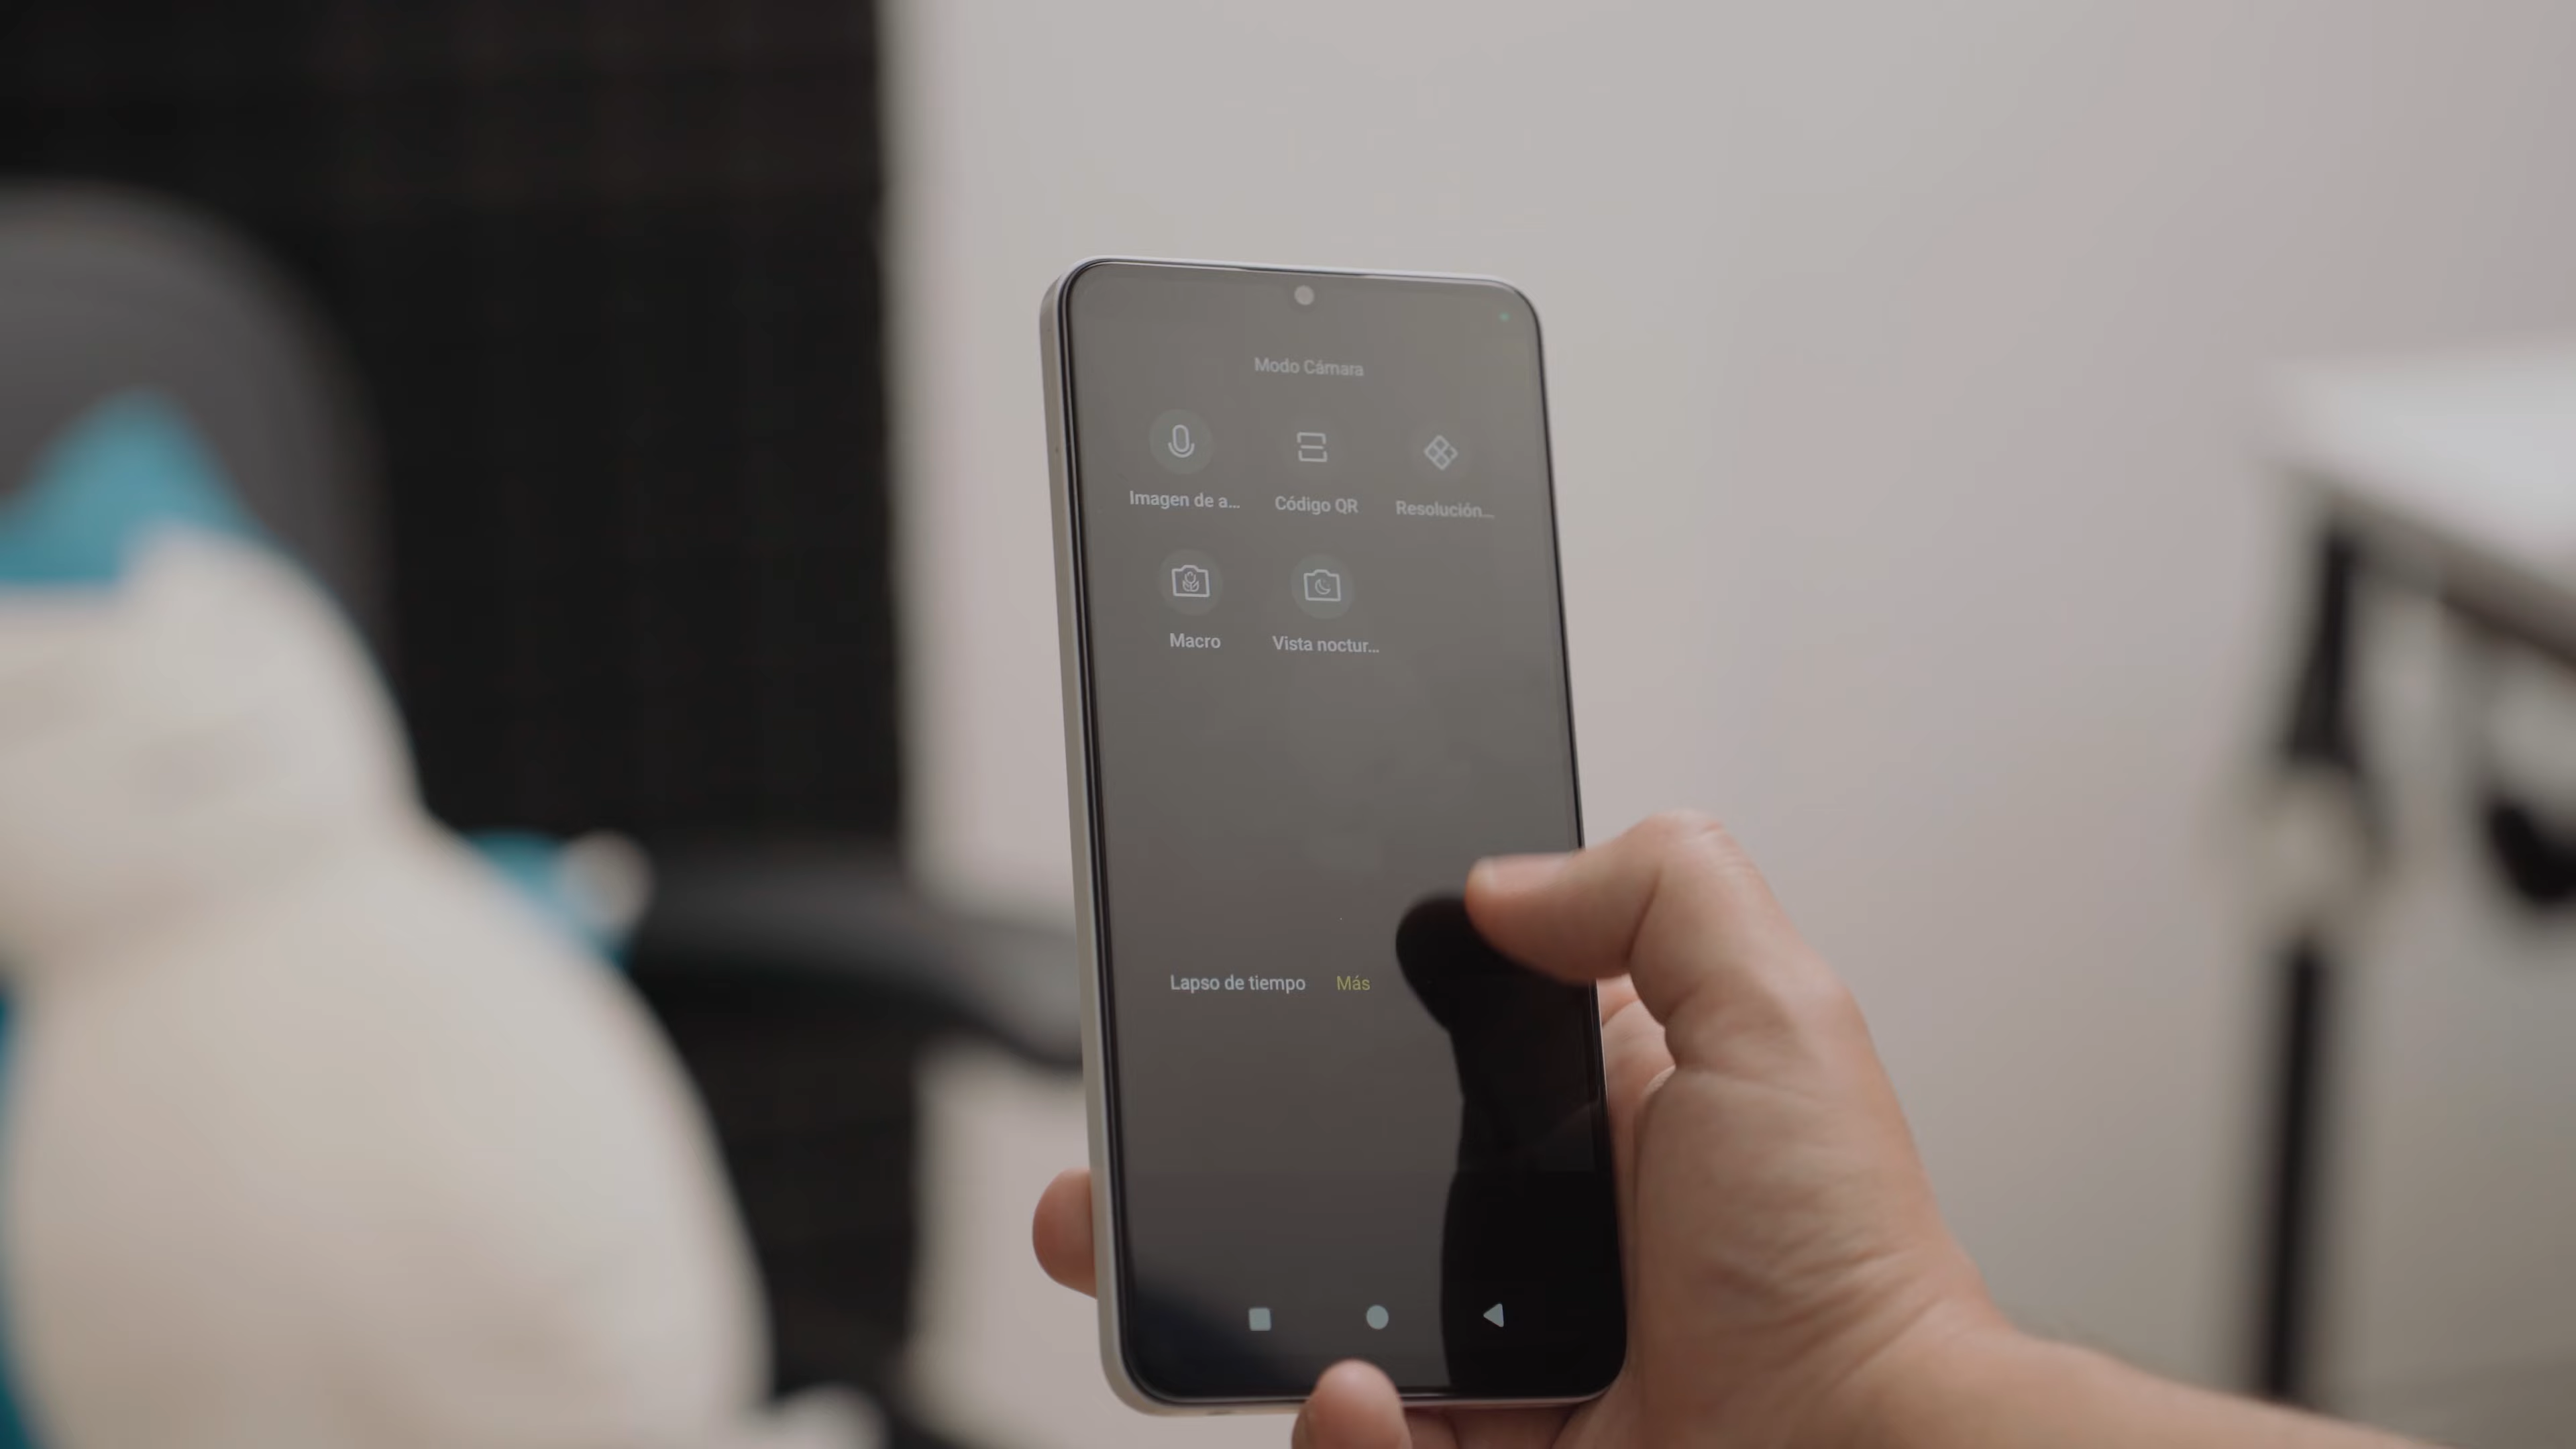 Modo Cámara
Imagen de a...
Código QR
Resolución...
Macro
Vista noctur...
Lapso de tiempo
Más